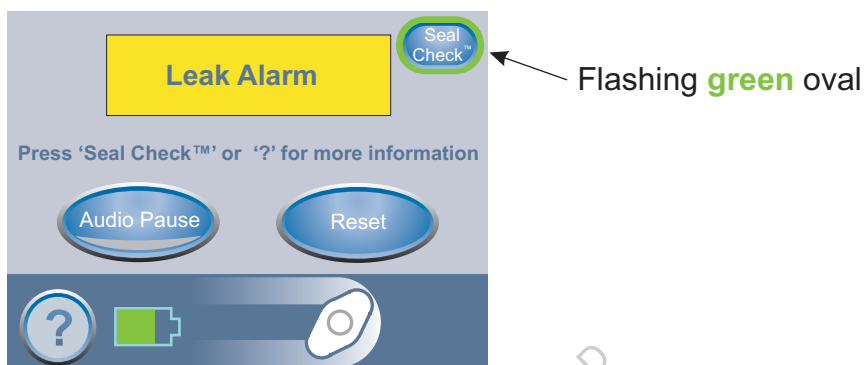 Seal
Check™
Leak Alarm
Flashing green oval
Press ‘Seal Check™’ or ‘?’ for more information
Audio Pause
Reset
?